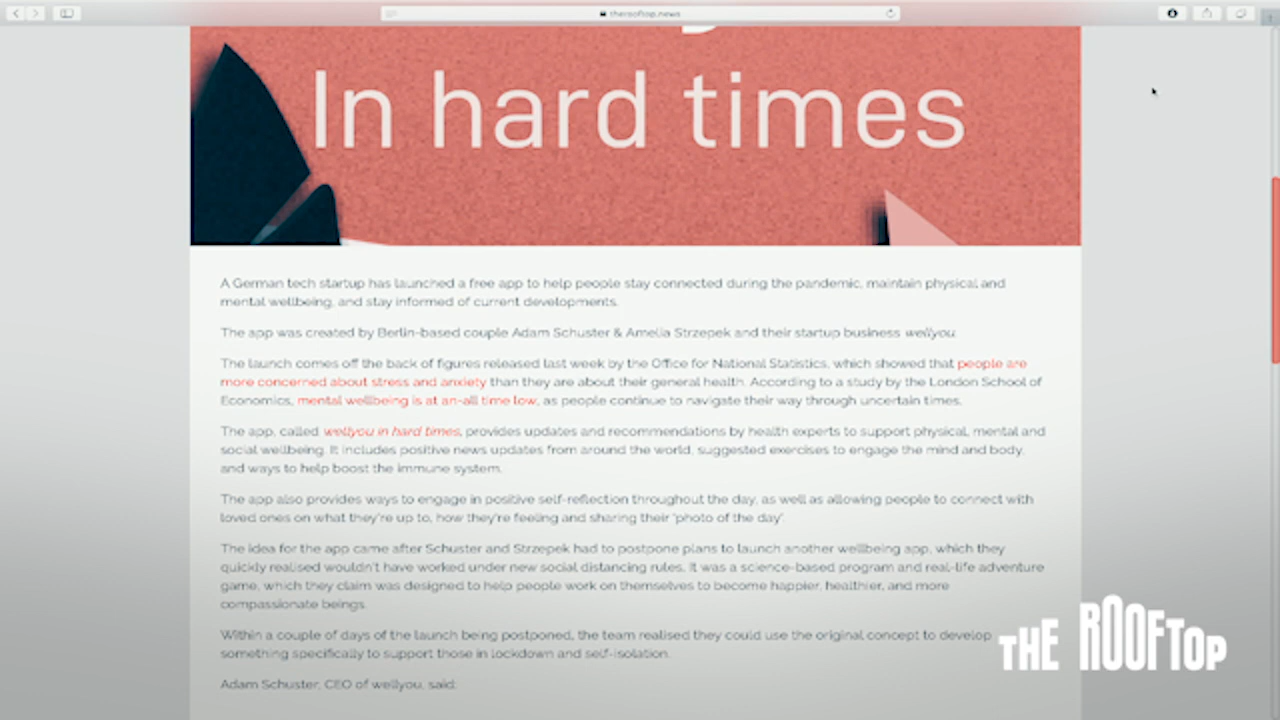 therooftop.news
In hard times
A German tech startup has launched a free app to help people stay connected during the pandemic, maintain physical and
mental wellbeing, and stay informed of current developments.
The app was created by Berlin-based couple Adam Schuster & Amelia Strzepek and their startup business wellyou.
The launch comes off the back of figures released last week by the Office for National Statistics, which showed that people are
more concerned about stress and anxiety than they are about their general health. According to a study by the London School of
Economics, mental wellbeing is at an-all time low, as people continue to navigate their way through uncertain times.
The app, called wellyou in hard times, provides updates and recommendations by health experts to support physical, mental and
social wellbeing. It includes positive news updates from around the world, suggested exercises to engage the mind and body,
and ways to help boost the immune system.
The app also provides ways to engage in positive self-reflection throughout the day, as well as allowing people to connect with
loved ones on what they're up to, how they're feeling and sharing their 'photo of the day'.
The idea for the app came after Schuster and Strzepek had to postpone plans to launch another wellbeing app, which they
quickly realised wouldn't have worked under new social distancing rules. It was a science-based program and real-life adventure
game, which they claim was designed to help people work on themselves to become happier, healthier, and more
compassionate beings.
Within a couple of days of the launch being postponed, the team realised they could use the original concept to develop
something specifically to support those in lockdown and self-isolation.
Adam Schuster, CEO of wellyou, said:
THE ROOFTOP